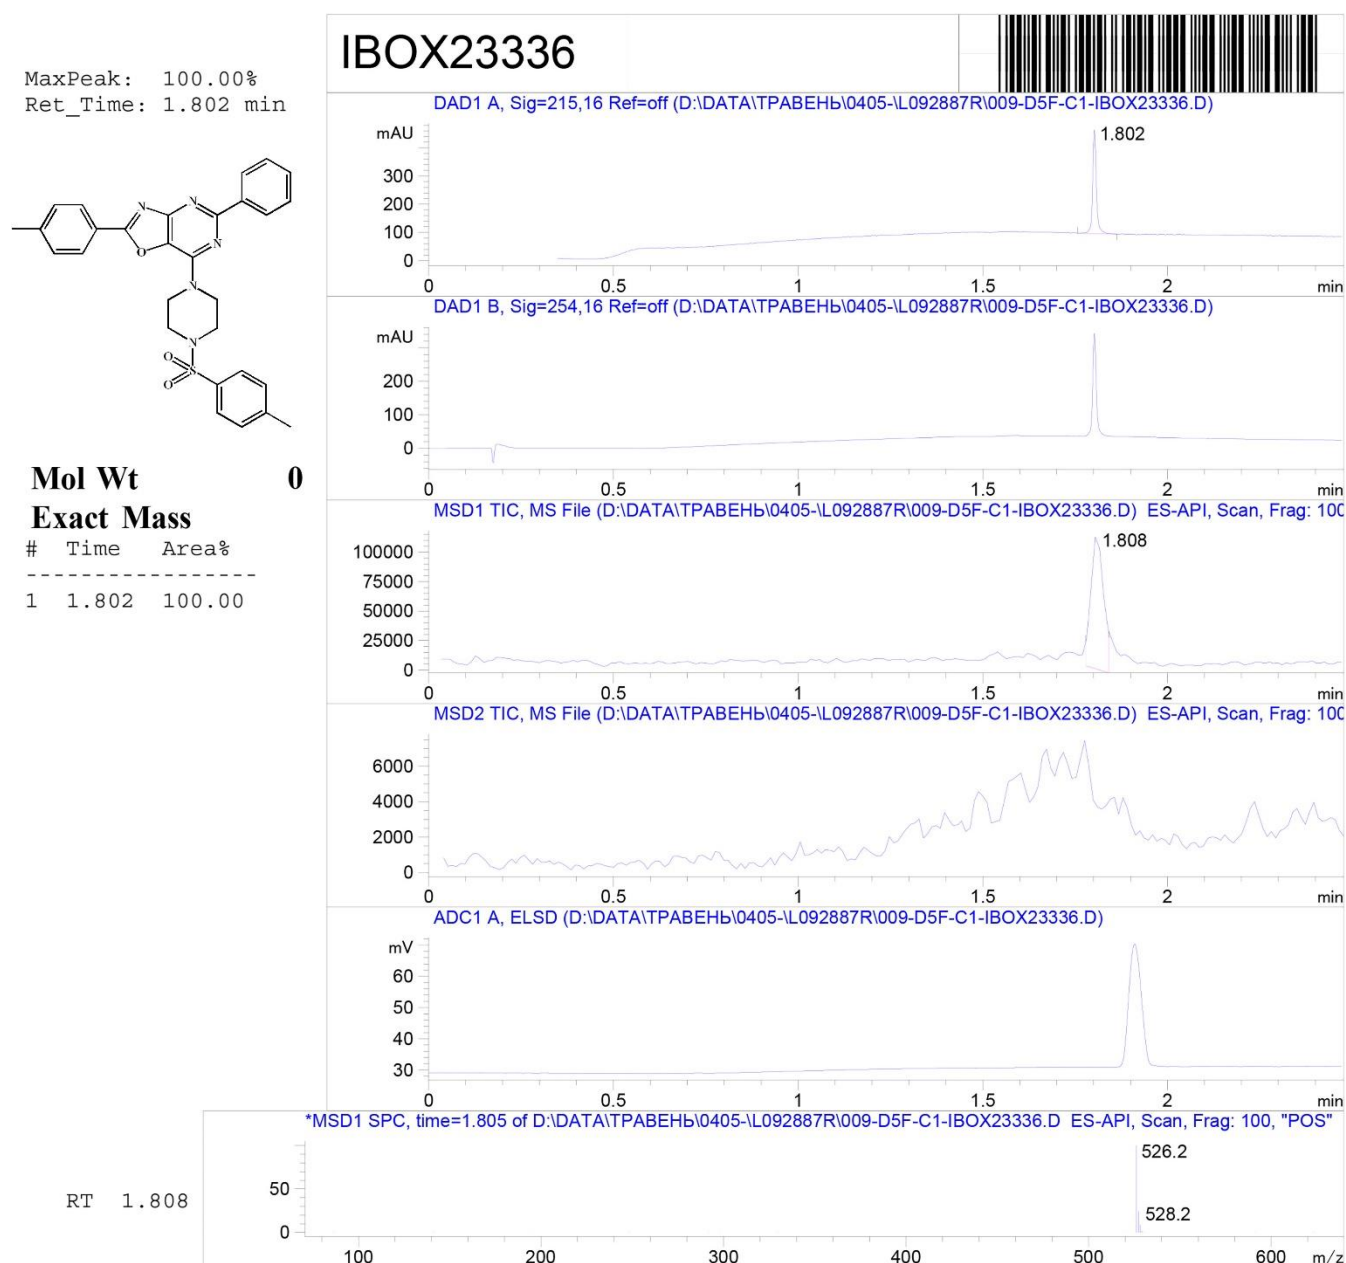 IBOX23336
MaxPeak: 100.00%
Ret_Time: 1.802 min
N
N
N
O
N
N
O
S
O
Mol Wt 0
Exact Mass
# Time Area%
-----------------
1 1.802 100.00
DAD1 A, Sig=215,16 Ref=off (D:\DATA\ТРАВЕНЬ\0405-\L092887R\009-D5F-C1-IBOX23336.D)
mAU
1.802
300
200
100
0
0 0.5 1 1.5 2 min
DAD1 B, Sig=254,16 Ref=off (D:\DATA\ТРАВЕНЬ\0405-\L092887R\009-D5F-C1-IBOX23336.D)
mAU
200
100
0
0 0.5 1 1.5 2 min
MSD1 TIC, MS File (D:\DATA\ТРАВЕНЬ\0405-\L092887R\009-D5F-C1-IBOX23336.D) ES-API, Scan, Frag: 100
1.808
100000
75000
50000
25000
0
0 0.5 1 1.5 2 min
MSD2 TIC, MS File (D:\DATA\ТРАВЕНЬ\0405-\L092887R\009-D5F-C1-IBOX23336.D) ES-API, Scan, Frag: 100
6000
4000
2000
0
0 0.5 1 1.5 2 min
ADC1 A, ELSD (D:\DATA\ТРАВЕНЬ\0405-\L092887R\009-D5F-C1-IBOX23336.D)
mV
60
50
40
30
0 0.5 1 1.5 2 min
*MSD1 SPC, time=1.805 of D:\DATA\ТРАВЕНЬ\0405-\L092887R\009-D5F-C1-IBOX23336.D ES-API, Scan, Frag: 100, "POS"
RT 1.808
526.2
50
528.2
0
100 200 300 400 500 600 m/z